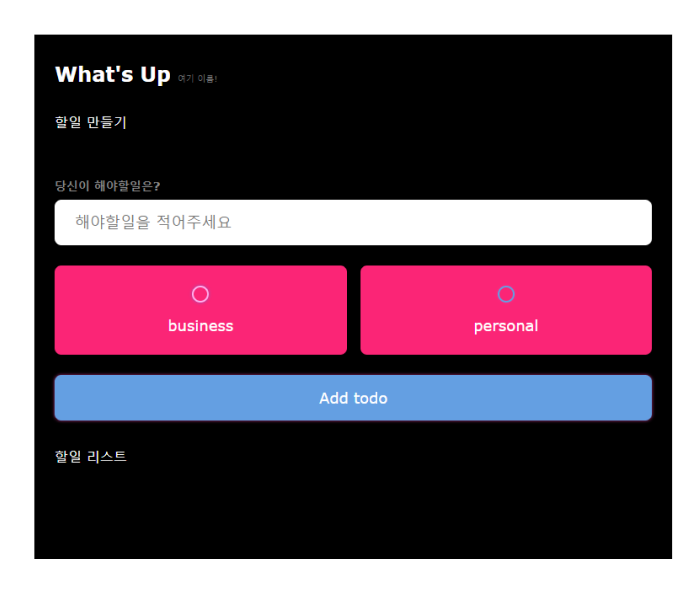 What's Up 여기 이름!
할일 만들기
당신이 해야할일은?
해야할일을 적어주세요
business
personal
Add todo
할일 리스트